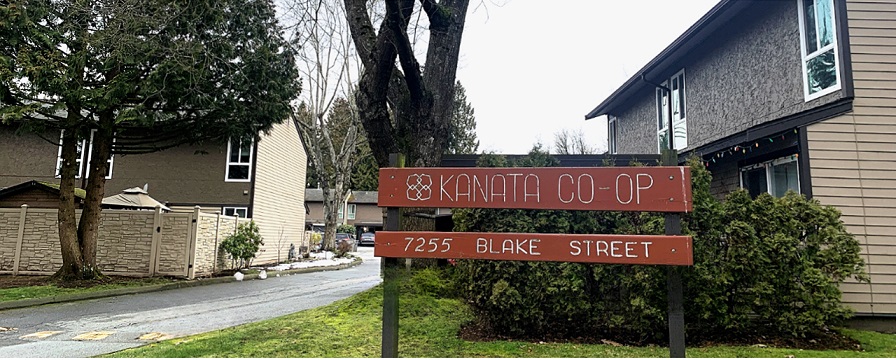 KANATA CO-OP
7255 BLAKE STREET